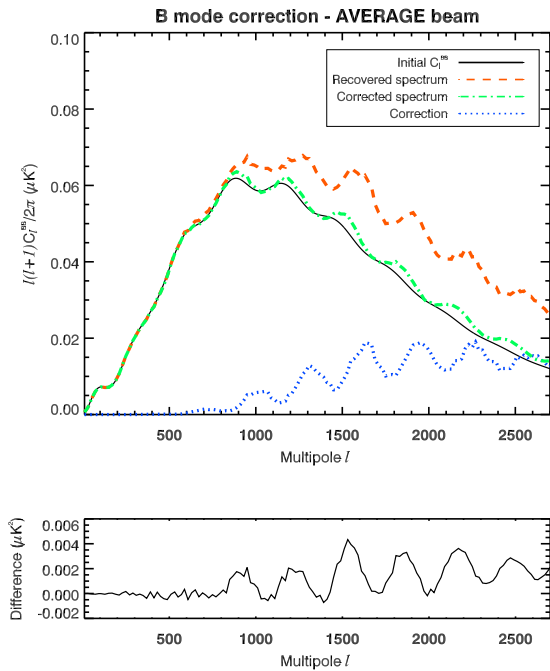 B mode correction - AVERAGE beam
0.10
0.08
0.06
0.04
0.02
0.00
l(l+1)C_l^BB/2π (μK²)
Initial C_l^BB
Recovered spectrum
Corrected spectrum
Correction
500 1000 1500 2000 2500
Multipole l
0.006
0.004
0.002
0.000
-0.002
Difference (μK²)
500 1000 1500 2000 2500
Multipole l